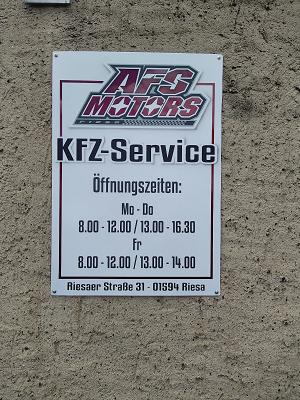 AFS
MOTORS
KFZ-Service
Öffnungszeiten:
Mo - Do
8.00 - 12.00 / 13.00 - 16.30
Fr
8.00 - 12.00 / 13.00 - 14.00
Riesaer Straße 31 - 01594 Riesa